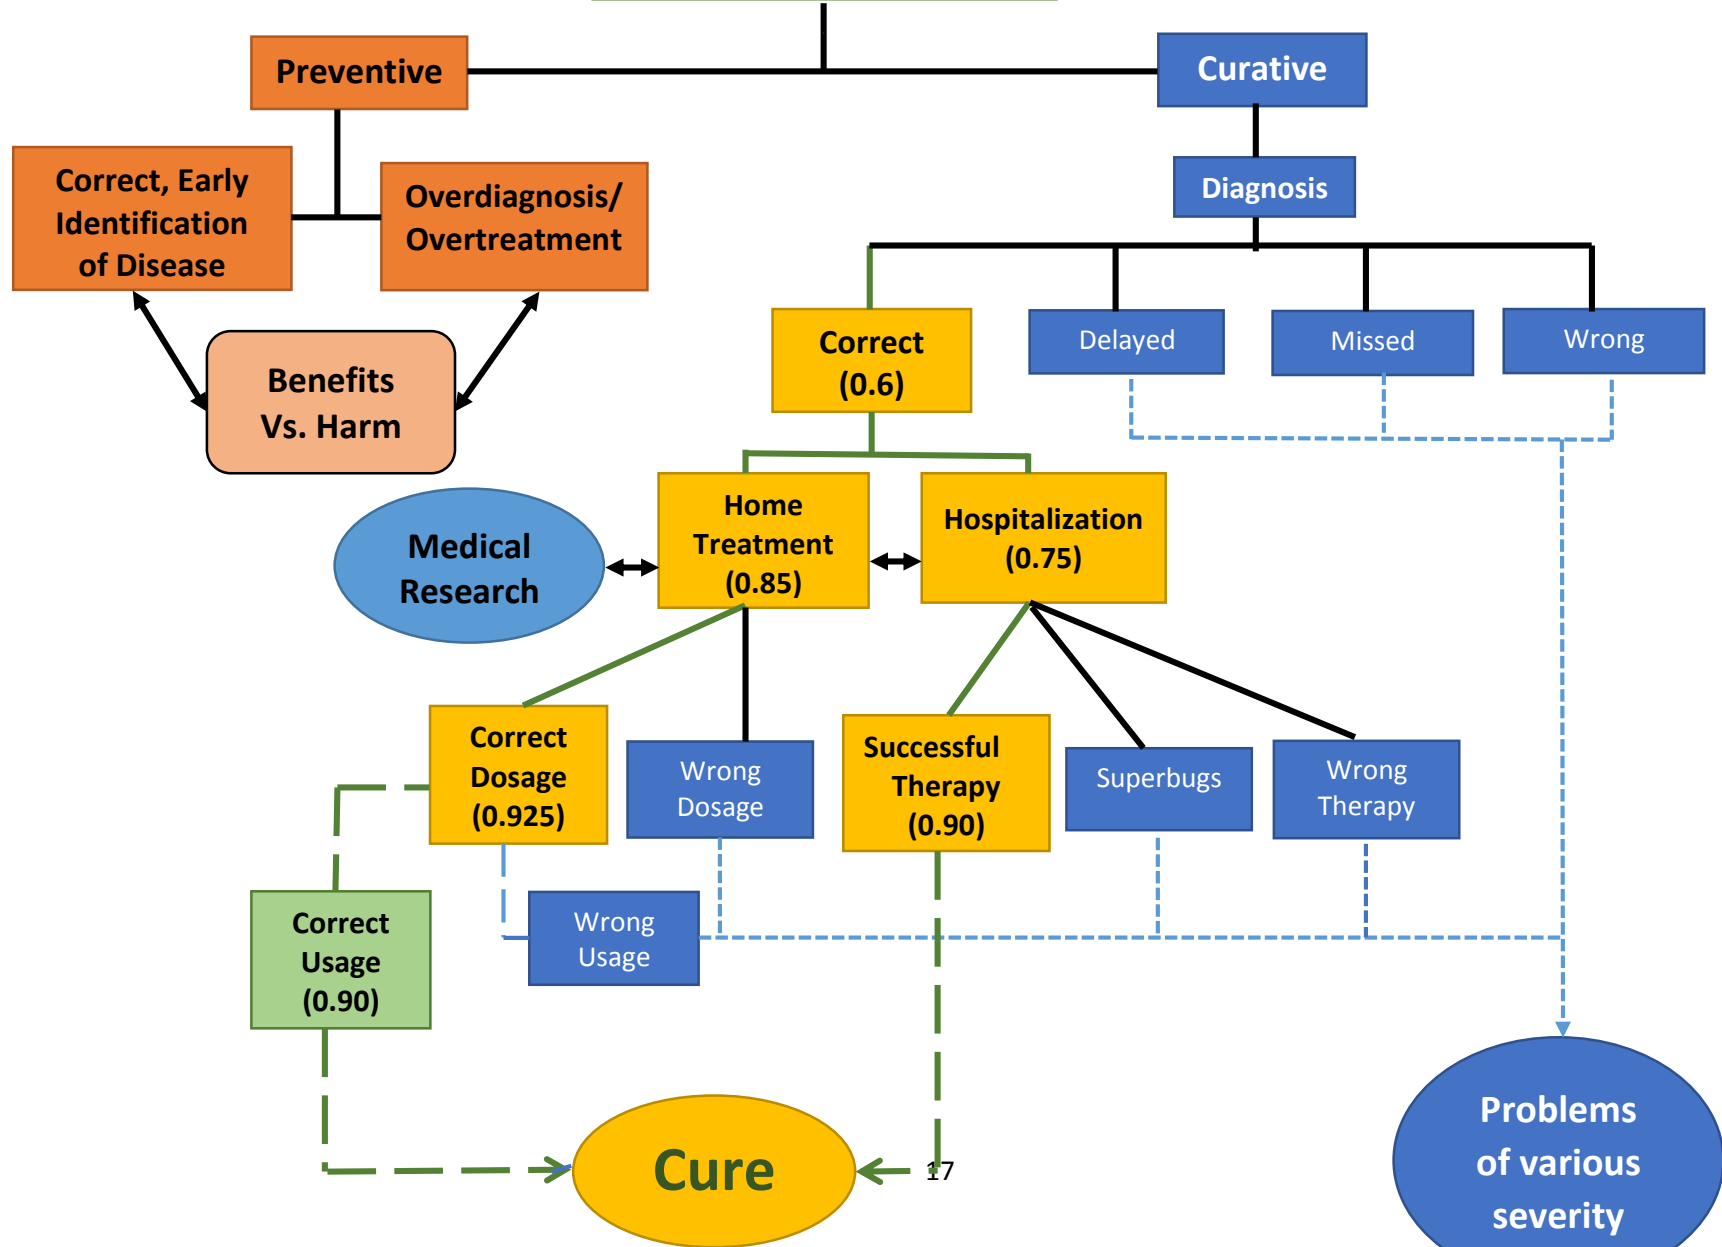 Preventive
Curative
Correct, Early
Identification
of Disease
Overdiagnosis/
Overtreatment
Diagnosis
Benefits
Vs. Harm
Correct
(0.6)
Delayed
Missed
Wrong
Medical
Research
Home
Treatment
(0.85)
Hospitalization
(0.75)
Correct
Dosage
(0.925)
Wrong
Dosage
Successful
Therapy
(0.90)
Superbugs
Wrong
Therapy
Correct
Usage
(0.90)
Wrong
Usage
Cure
17
Problems
of various
severity